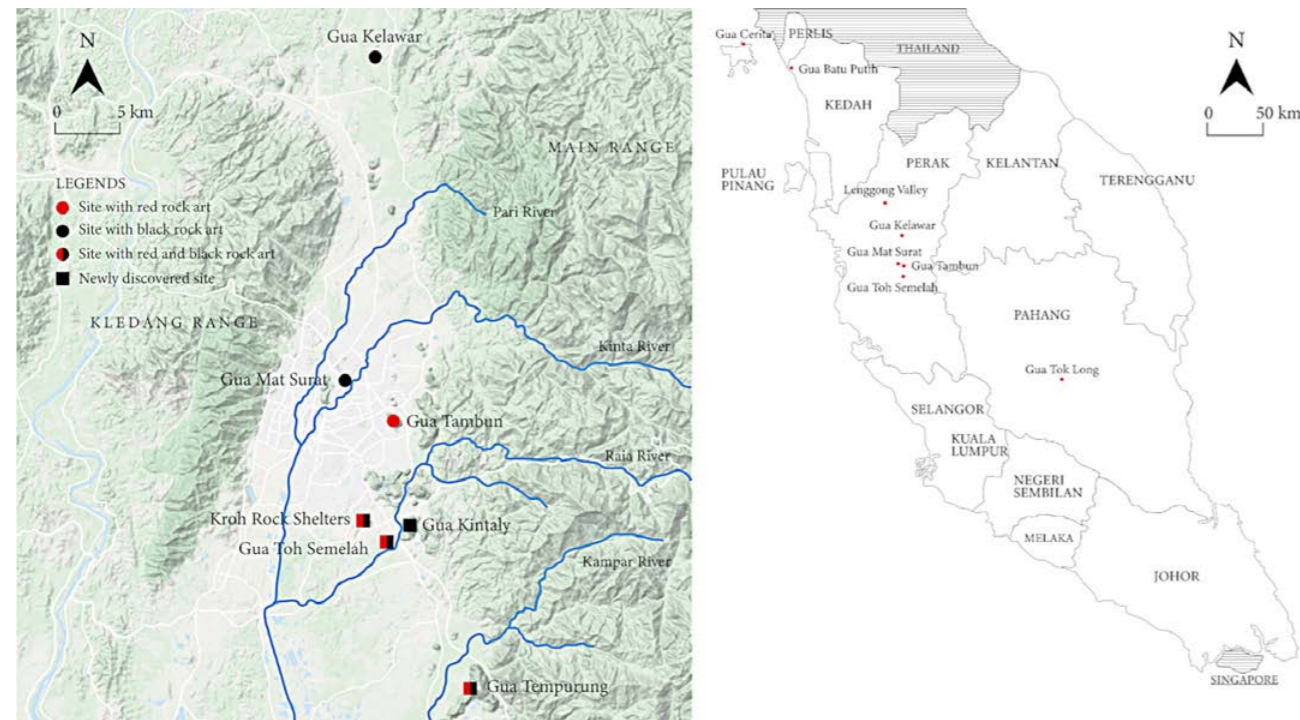 Gua Kelawar
N
0 5 km
MAIN RANGE
LEGENDS
Site with red rock art
Site with black rock art
Site with red and black rock art
Newly discovered site
Pari River
KLEDANG RANGE
Kinta River
Gua Mat Surat
Gua Tambun
Raia River
Kroh Rock Shelters
Gua Kintaly
Gua Toh Semelah
Kampar River
Gua Tempurung
Gua Cerita
PERLIS
THAILAND
N
Gua Batu Putih
KEDAH
0 50 km
PERAK
KELANTAN
PULAU
PINANG
TERENGGANU
Lenggong Valley
Gua Kelawar
Gua Mat Surat
Gua Tambun
Gua Toh Semelah
PAHANG
Gua Tok Long
SELANGOR
KUALA
LUMPUR
NEGERI
SEMBILAN
MELAKA
JOHOR
SINGAPORE